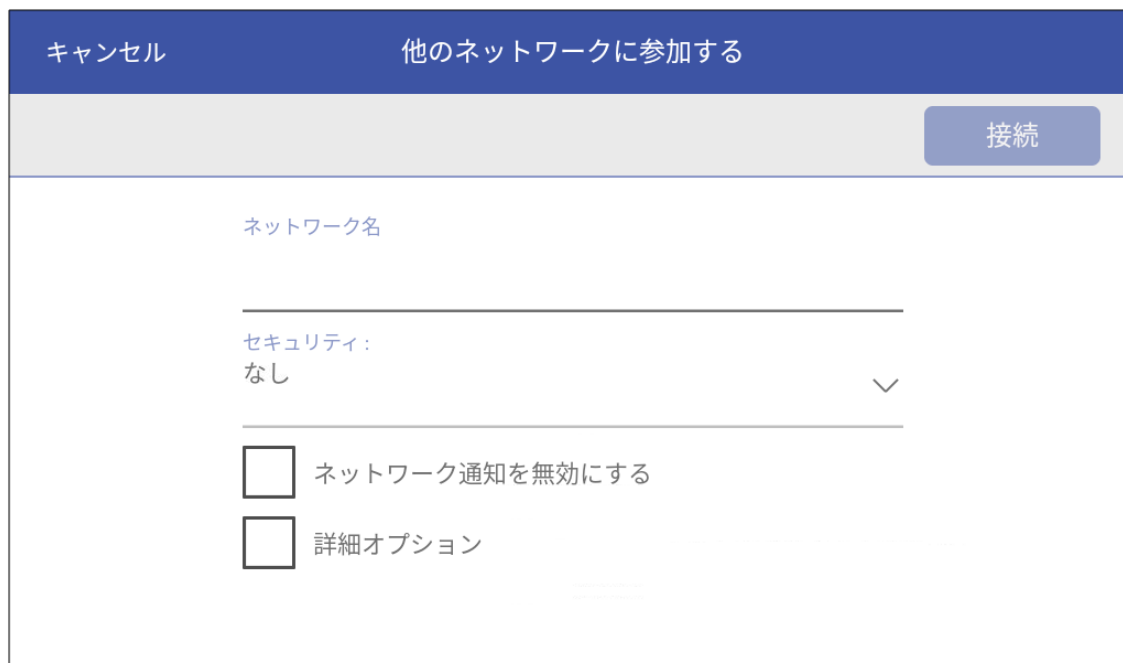 キャンセル 他のネットワークに参加する
接続
ネットワーク名
セキュリティ:
なし
ネットワーク通知を無効にする
詳細オプション